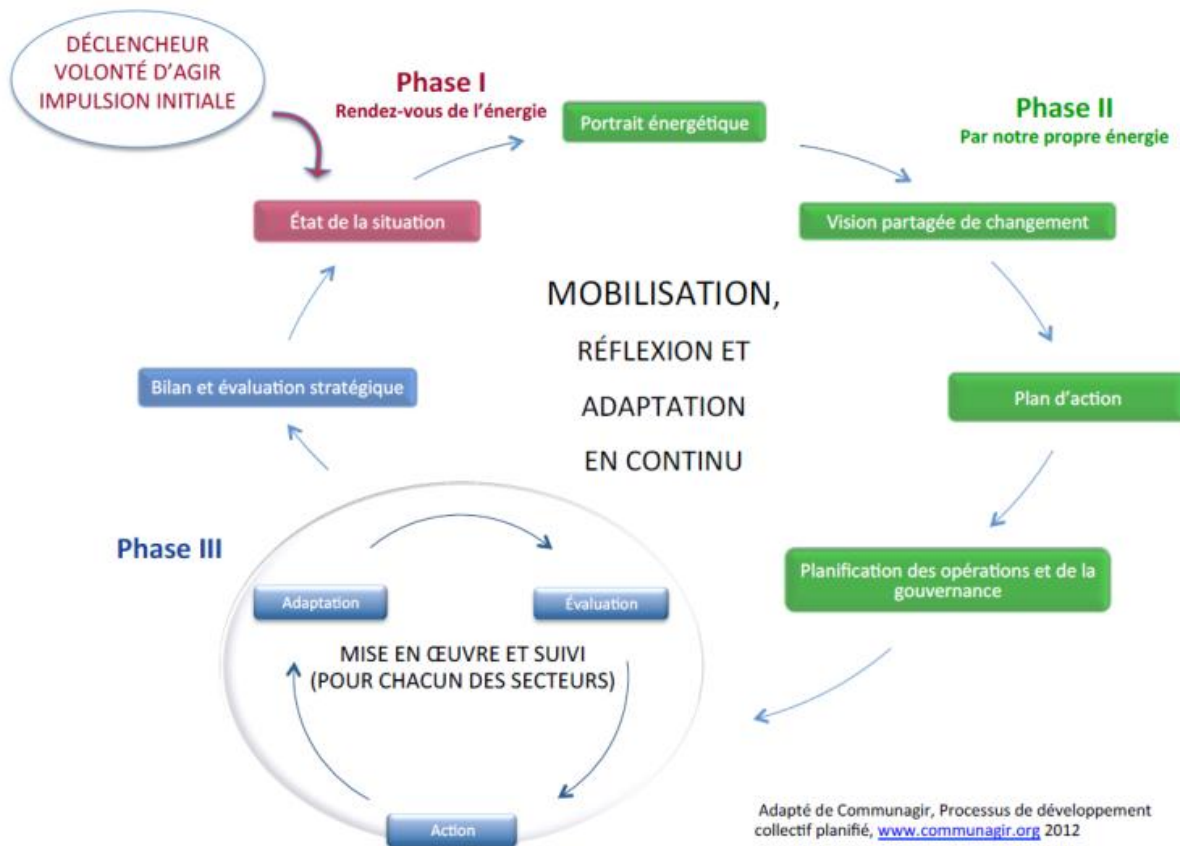 DÉCLENCHEUR
VOLONTÉ D'AGIR
IMPULSION INITIALE
Phase I
Rendez-vous de l'énergie
Portrait énergétique
Phase II
Par notre propre énergie
État de la situation
Vision partagée de changement
MOBILISATION,
RÉFLEXION ET
ADAPTATION
EN CONTINU
Bilan et évaluation stratégique
Plan d'action
Phase III
Planification des opérations et de la
gouvernance
Adaptation
Évaluation
MISE EN ŒUVRE ET SUIVI
(POUR CHACUN DES SECTEURS)
Action
Adapté de Communagir, Processus de développement
collectif planifié, www.communagir.org 2012